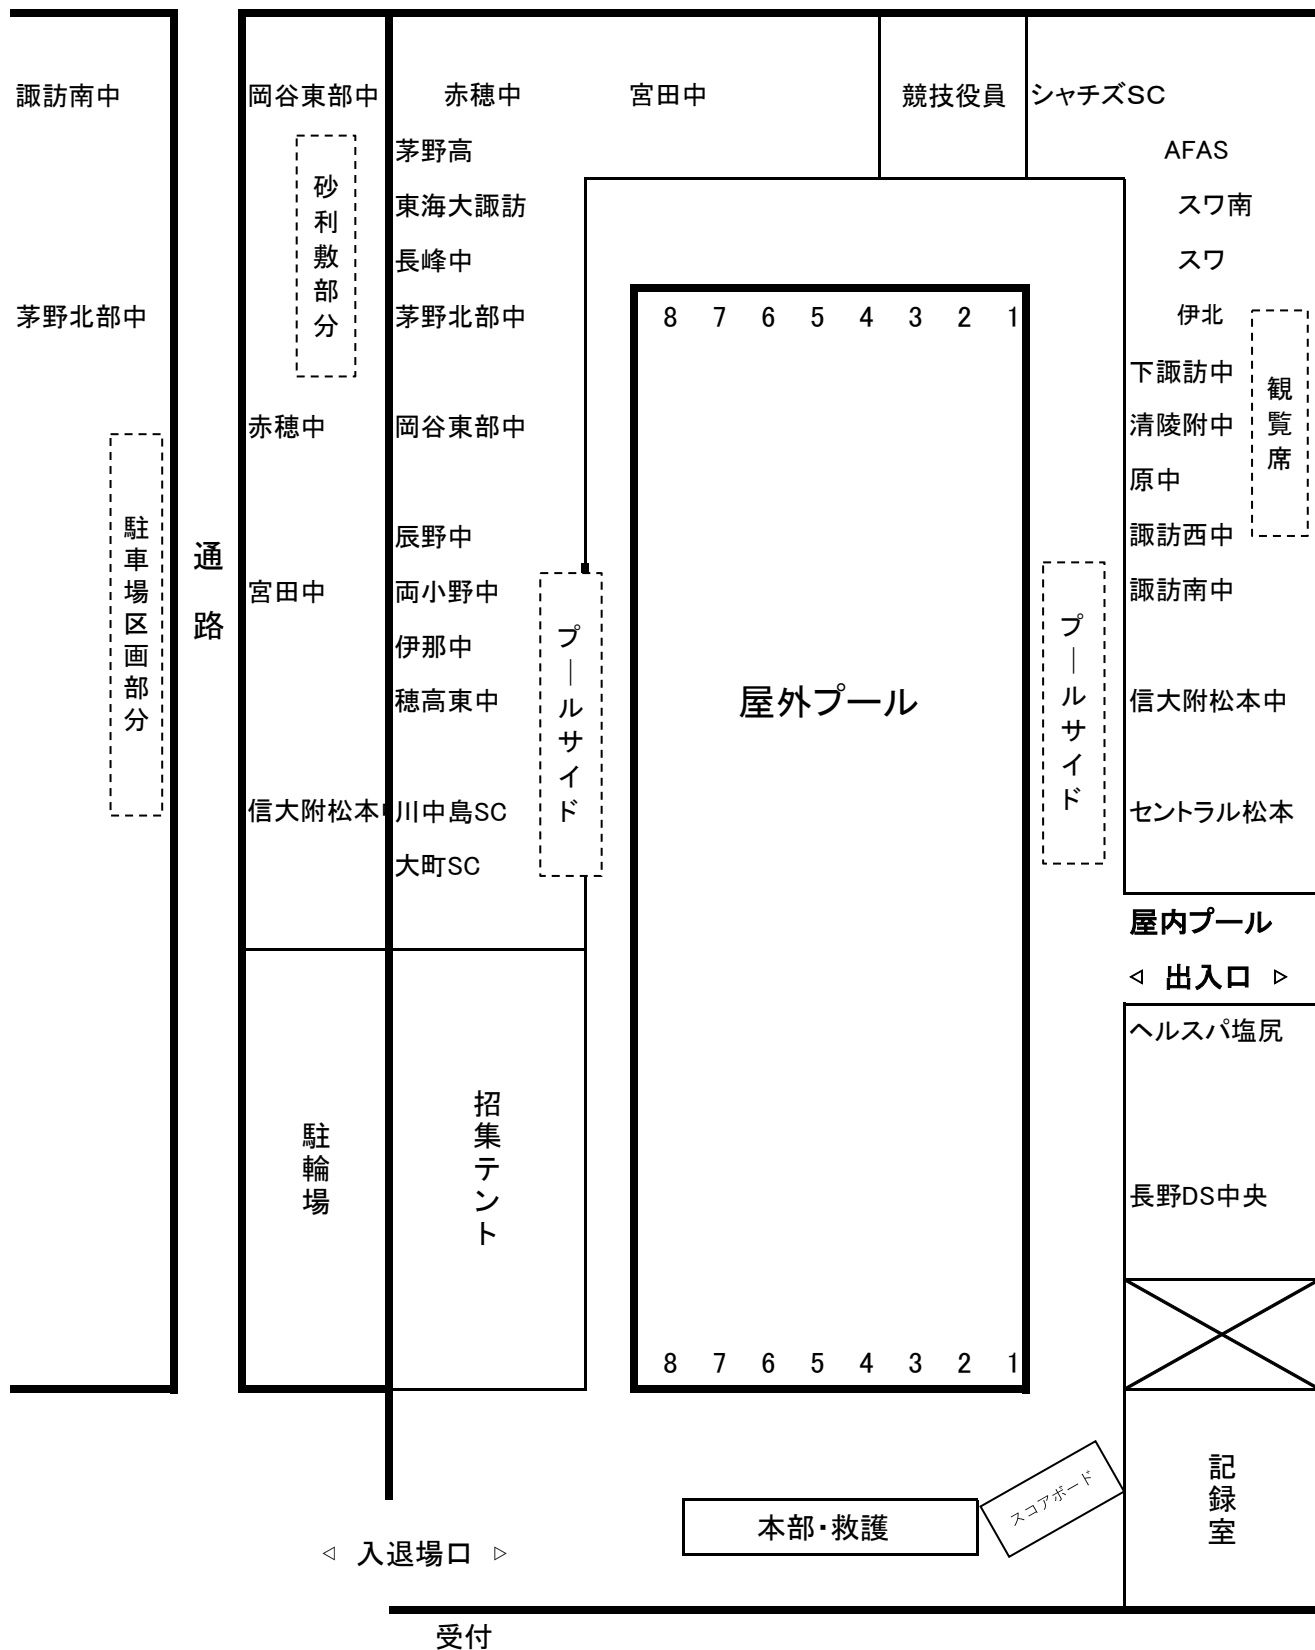 諏訪南中
岡谷東部中
赤穂中
宮田中
競技役員
シャチズSC
茅野高
AFAS
砂利敷部分
東海大諏訪
スワ南
長峰中
スワ
茅野北部中
茅野北部中
8 7 6 5 4 3 2 1
伊北
下諏訪中
観覧席
赤穂中
岡谷東部中
清陵附中
原中
駐車場区画部分
通路
辰野中
諏訪西中
宮田中
両小野中
プールサイド
プールサイド
諏訪南中
伊那中
穂高東中
屋外プール
信大附松本中
信大附松本
川中島SC
セントラル松本
大町SC
屋内プール
◁ 出入口 ▷
ヘルスパ塩尻
駐輪場
招集テント
長野DS中央
8 7 6 5 4 3 2 1
スコアボード
記録室
本部・救護
◁ 入退場口 ▷
受付